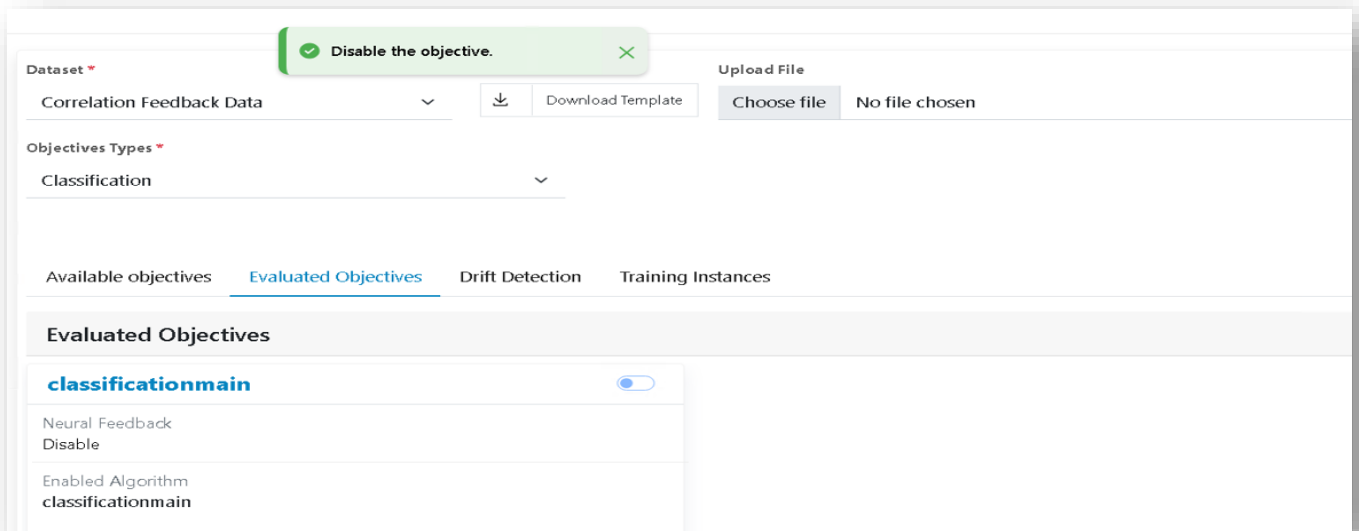 Disable the objective.
Dataset *
Upload File
Correlation Feedback Data
Download Template
Choose file No file chosen
Objectives Types *
Classification
Available objectives Evaluated Objectives Drift Detection Training Instances
Evaluated Objectives
classificationmain
Neural Feedback
Disable
Enabled Algorithm
classificationmain